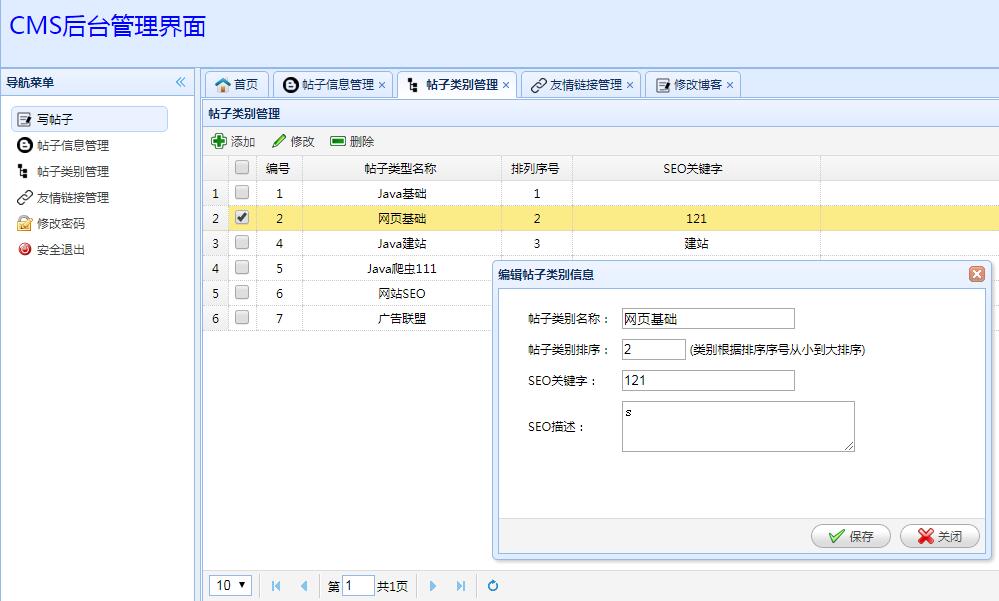 CMS后台管理界面
导航菜单
写帖子
帖子信息管理
帖子类别管理
友情链接管理
修改密码
安全退出
首页 帖子信息管理 帖子类别管理 友情链接管理 修改博客
帖子类别管理
添加 修改 删除
编号 帖子类型名称 排列序号 SEO关键字
1 1 Java基础 1
2 2 网页基础 2 121
3 4 Java建站 3 建站
4 5 Java爬虫111
5 6 网站SEO
6 7 广告联盟
编辑帖子类别信息
帖子类别名称： 网页基础
帖子类别排序： 2 (类别根据排序序号从小到大排序)
SEO关键字： 121
SEO描述： s
保存 关闭
10 第 1 共1页